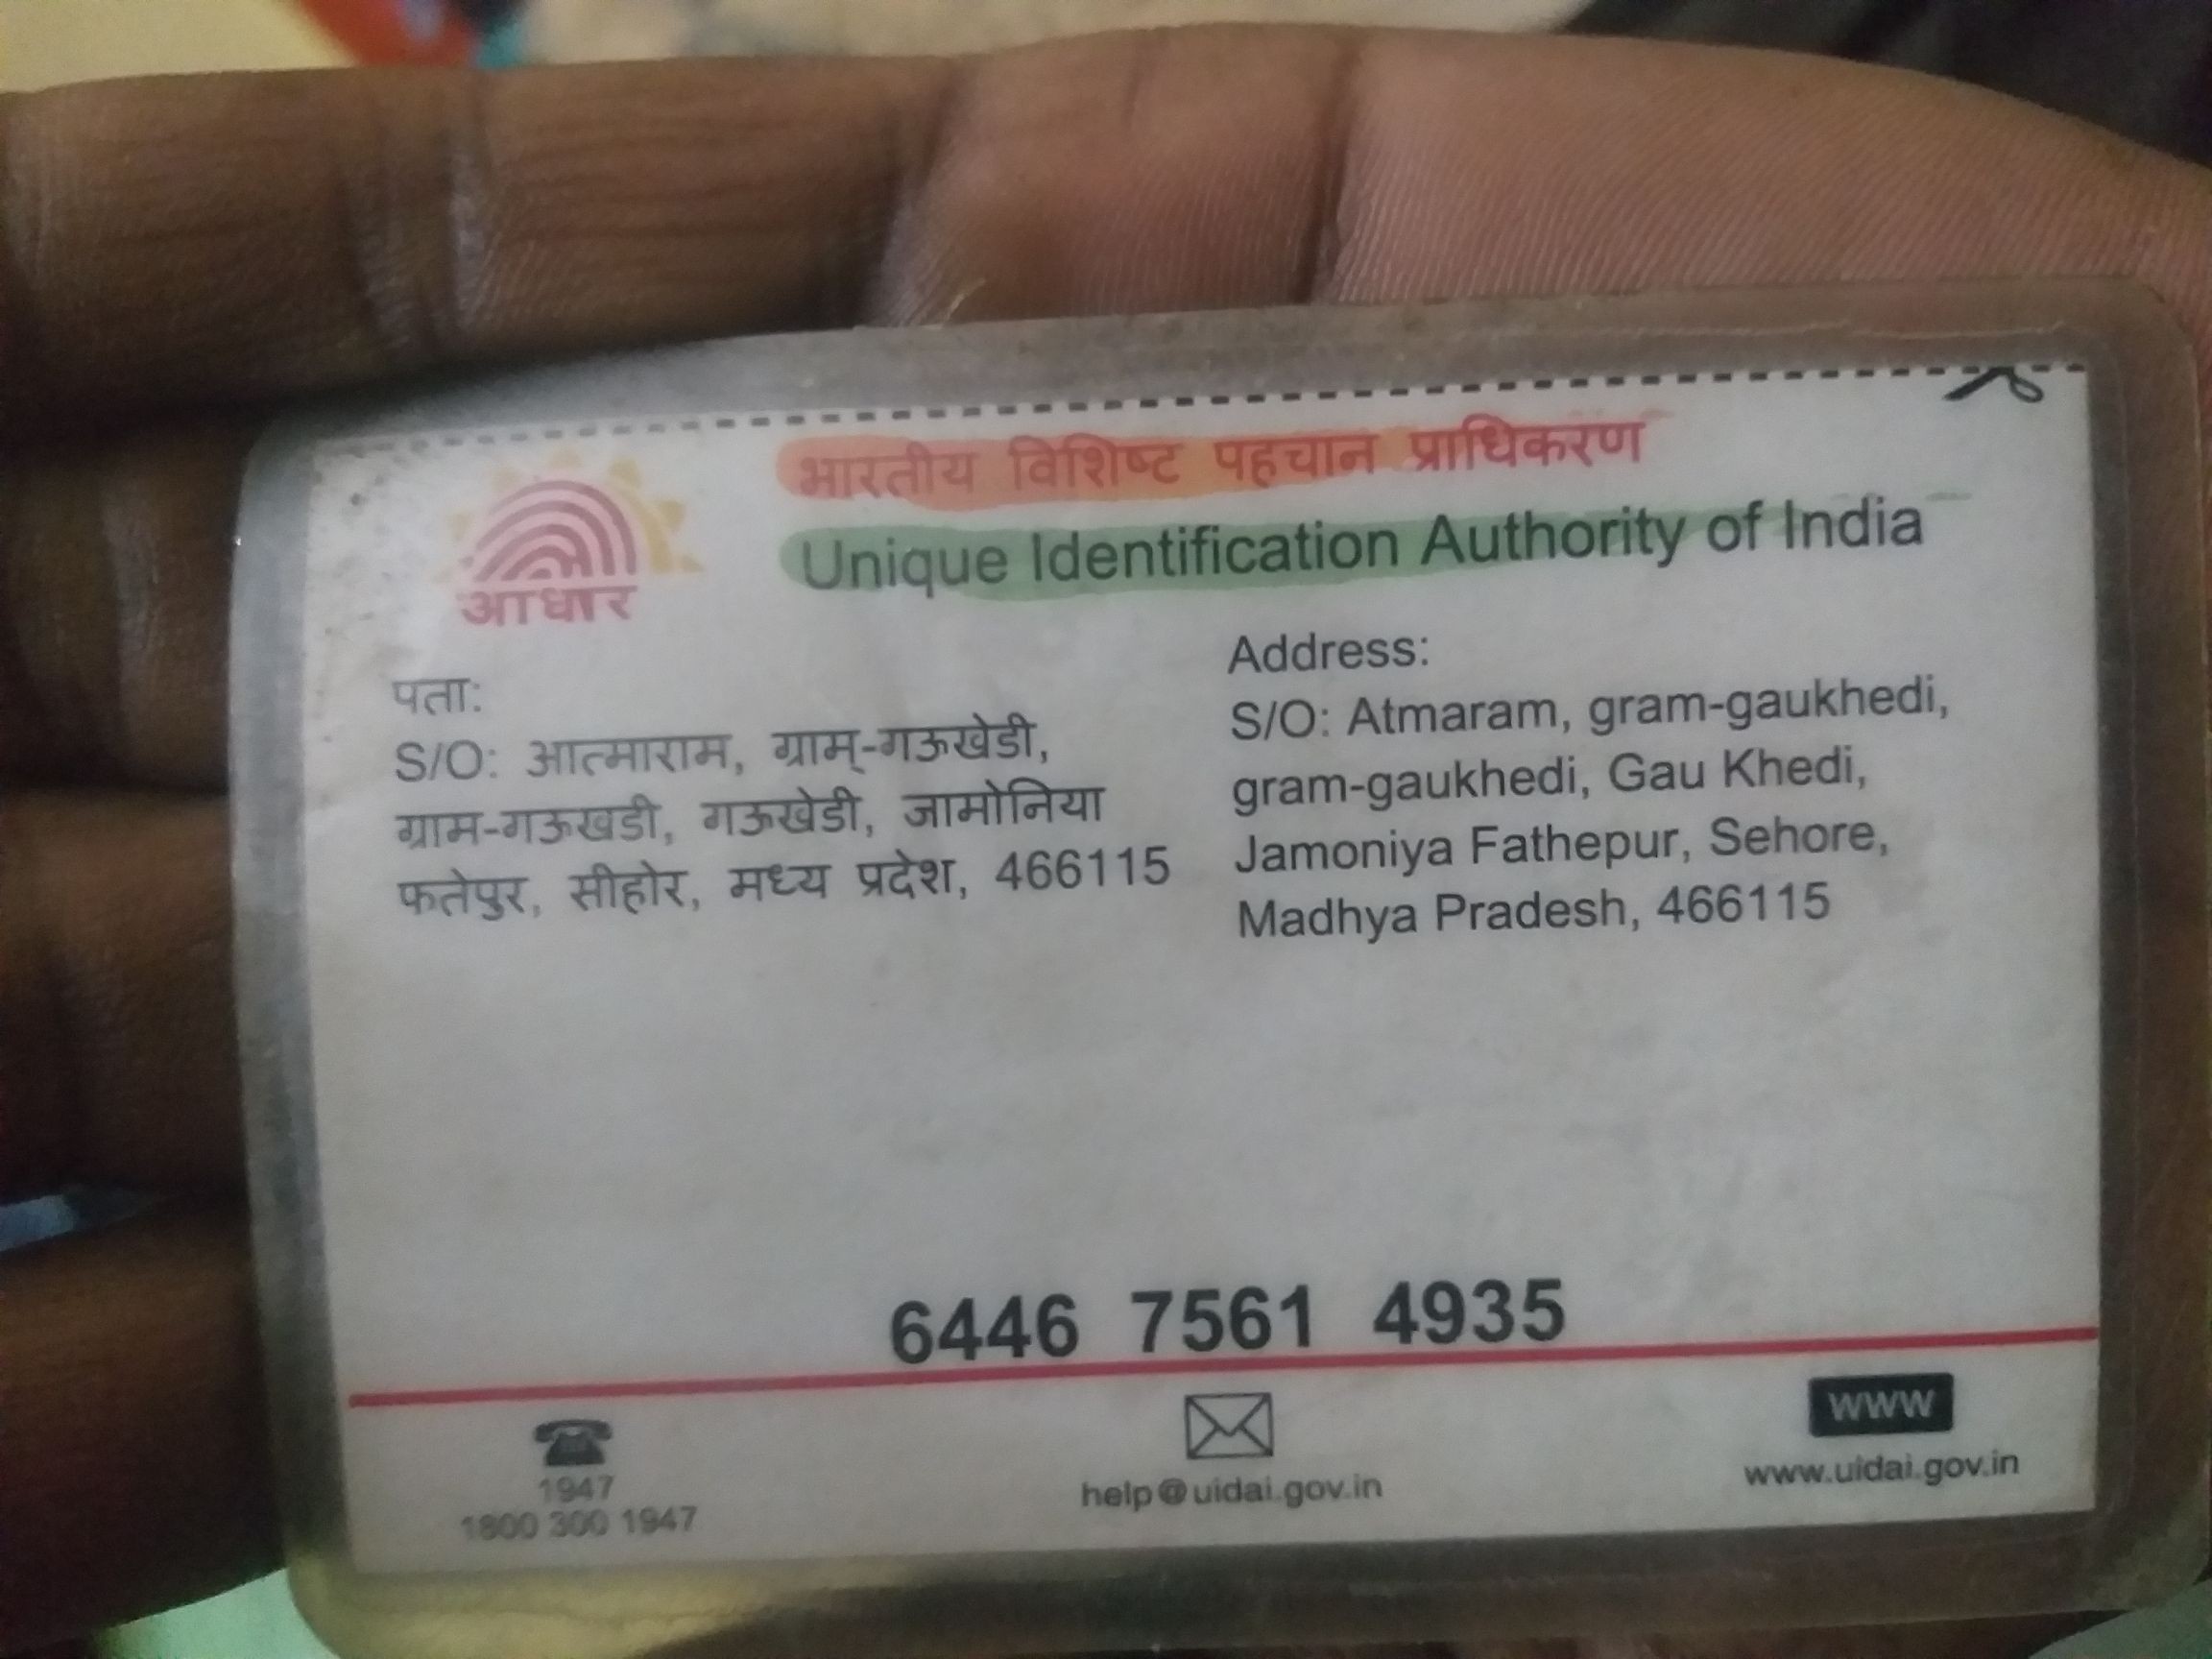 भारतीय विशिष्ट पहचान प्राधिकरण
Unique Identification Authority of India
आधार
पता:
S/O: आत्माराम, ग्राम्-गऊखेडी,
ग्राम-गऊखडी, गऊखेडी, जामोनिया
फतेपुर, सीहोर, मध्य प्रदेश, 466115
Address:
S/O: Atmaram, gram-gaukhedi,
gram-gaukhedi, Gau Khedi,
Jamoniya Fathepur, Sehore,
Madhya Pradesh, 466115
6446 7561 4935
1947
1800 300 1947
help@uidai.gov.in
www
www.uidai.gov.in